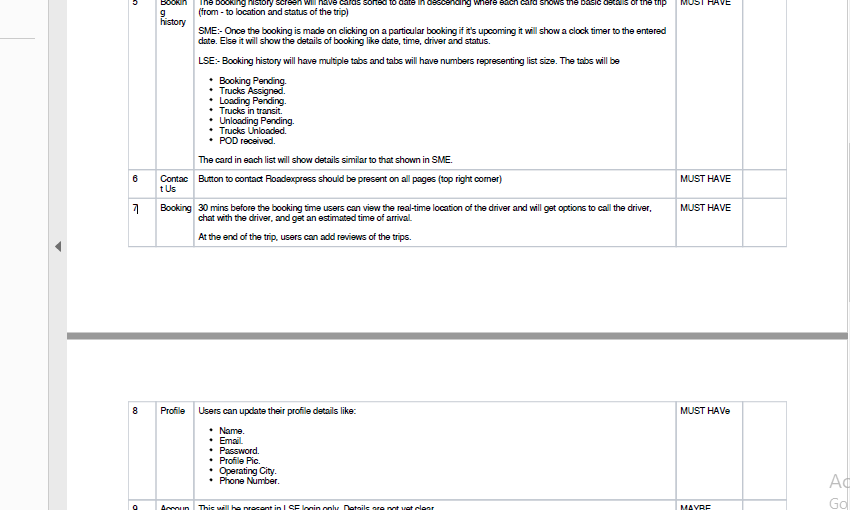 5 Bookin The booking history screen will have cards sorted to date in descending where each card shows the basic details of the trip MUST HAVE
g (from - to location and status of the trip)
history
SME:- Once the booking is made on clicking on a particular booking if it's upcoming it will show a clock timer to the entered
date. Else it will show the details of booking like date, time, driver and status.
LSE:- Booking history will have multiple tabs and tabs will have numbers representing list size. The tabs will be
• Booking Pending.
• Trucks Assigned.
• Loading Pending.
• Trucks in transit.
• Unloading Pending.
• Trucks Unloaded.
• POD received.
The card in each list will show details similar to that shown in SME.
6 Contac Button to contact Roadexpress should be present on all pages (top right corner) MUST HAVE
t Us
7 Booking 30 mins before the booking time users can view the real-time location of the driver and will get options to call the driver, MUST HAVE
chat with the driver, and get an estimated time of arrival.
At the end of the trip, users can add reviews of the trips.
8 Profile Users can update their profile details like: MUST HAVe
• Name.
• Email.
• Password.
• Profile Pic.
• Operating City.
• Phone Number.
Ac
Go
9 Accoun This will be present in LSE login only. Details are not yet clear MAYBE